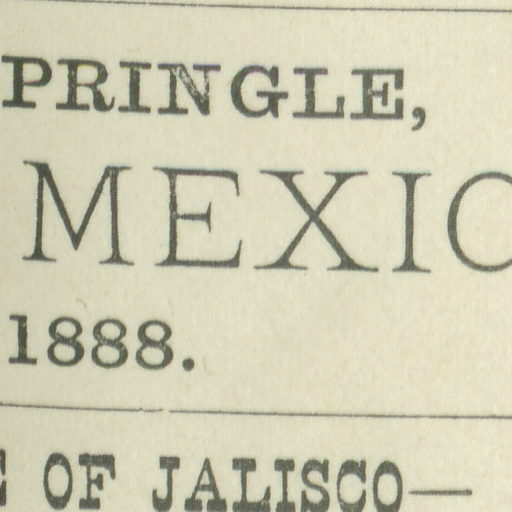 PRINGLE,
MEXIC
1888.
OF JALISCO—